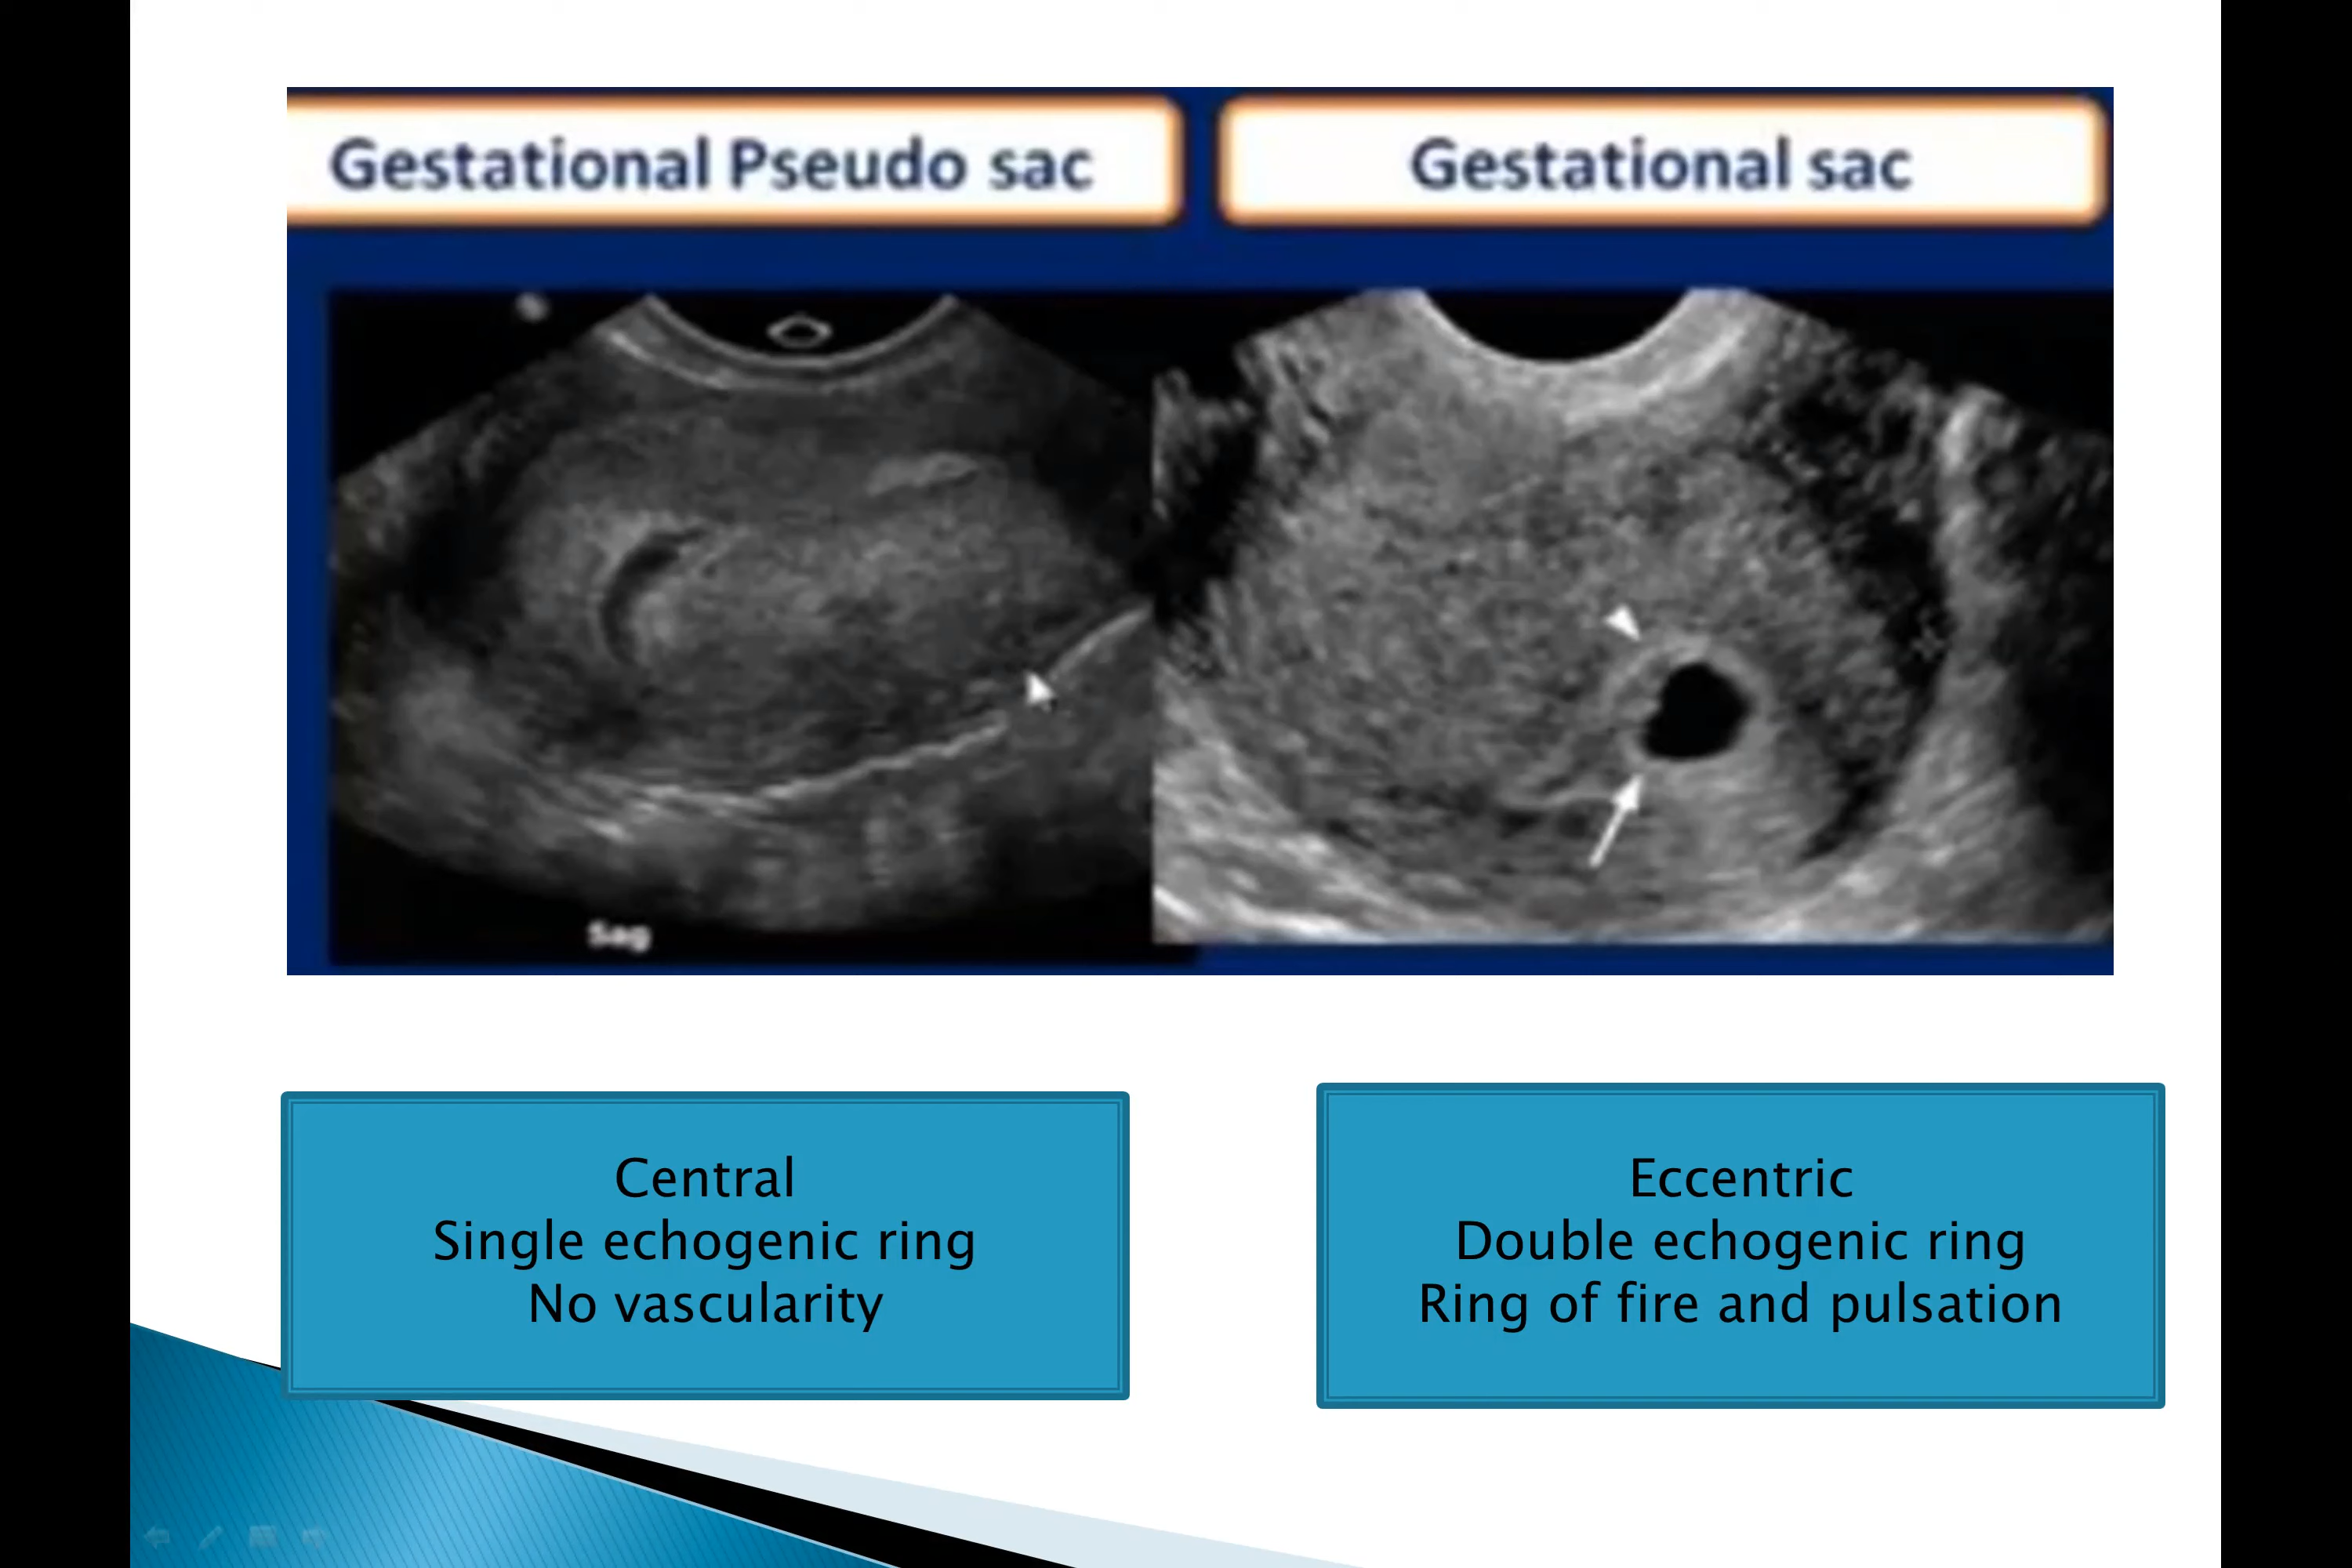 Gestational Pseudo sac
Gestational sac
Sag
Central
Single echogenic ring
No vascularity
Eccentric
Double echogenic ring
Ring of fire and pulsation